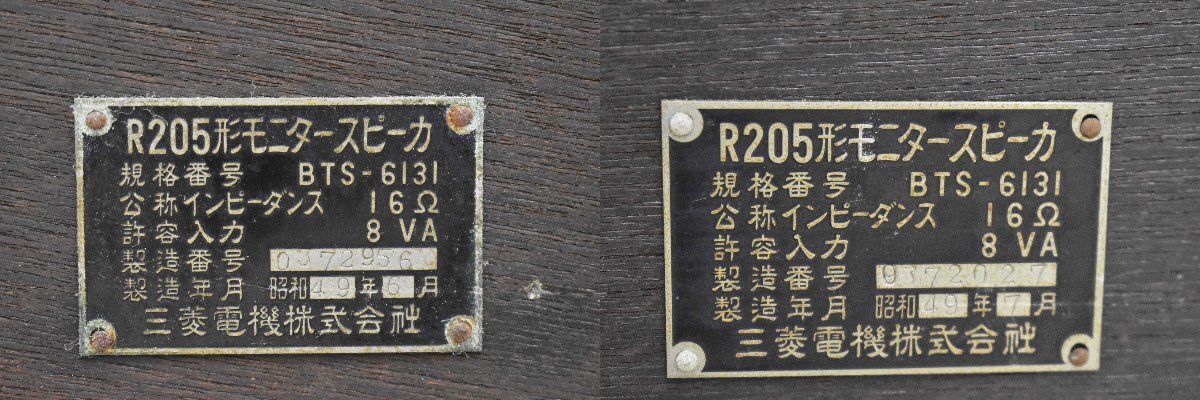 R205形モニタースピーカ
規格番号 BTS-6131
公称インピーダンス 16Ω
許容入力 8 VA
製造番号 0372956
製造年月 昭和49年6月
三菱電機株式会社
R205形モニタースピーカ
規格番号 BTS-6131
公称インピーダンス 16Ω
許容入力 8 VA
製造番号 0372027
製造年月 昭和49年7月
三菱電機株式会社